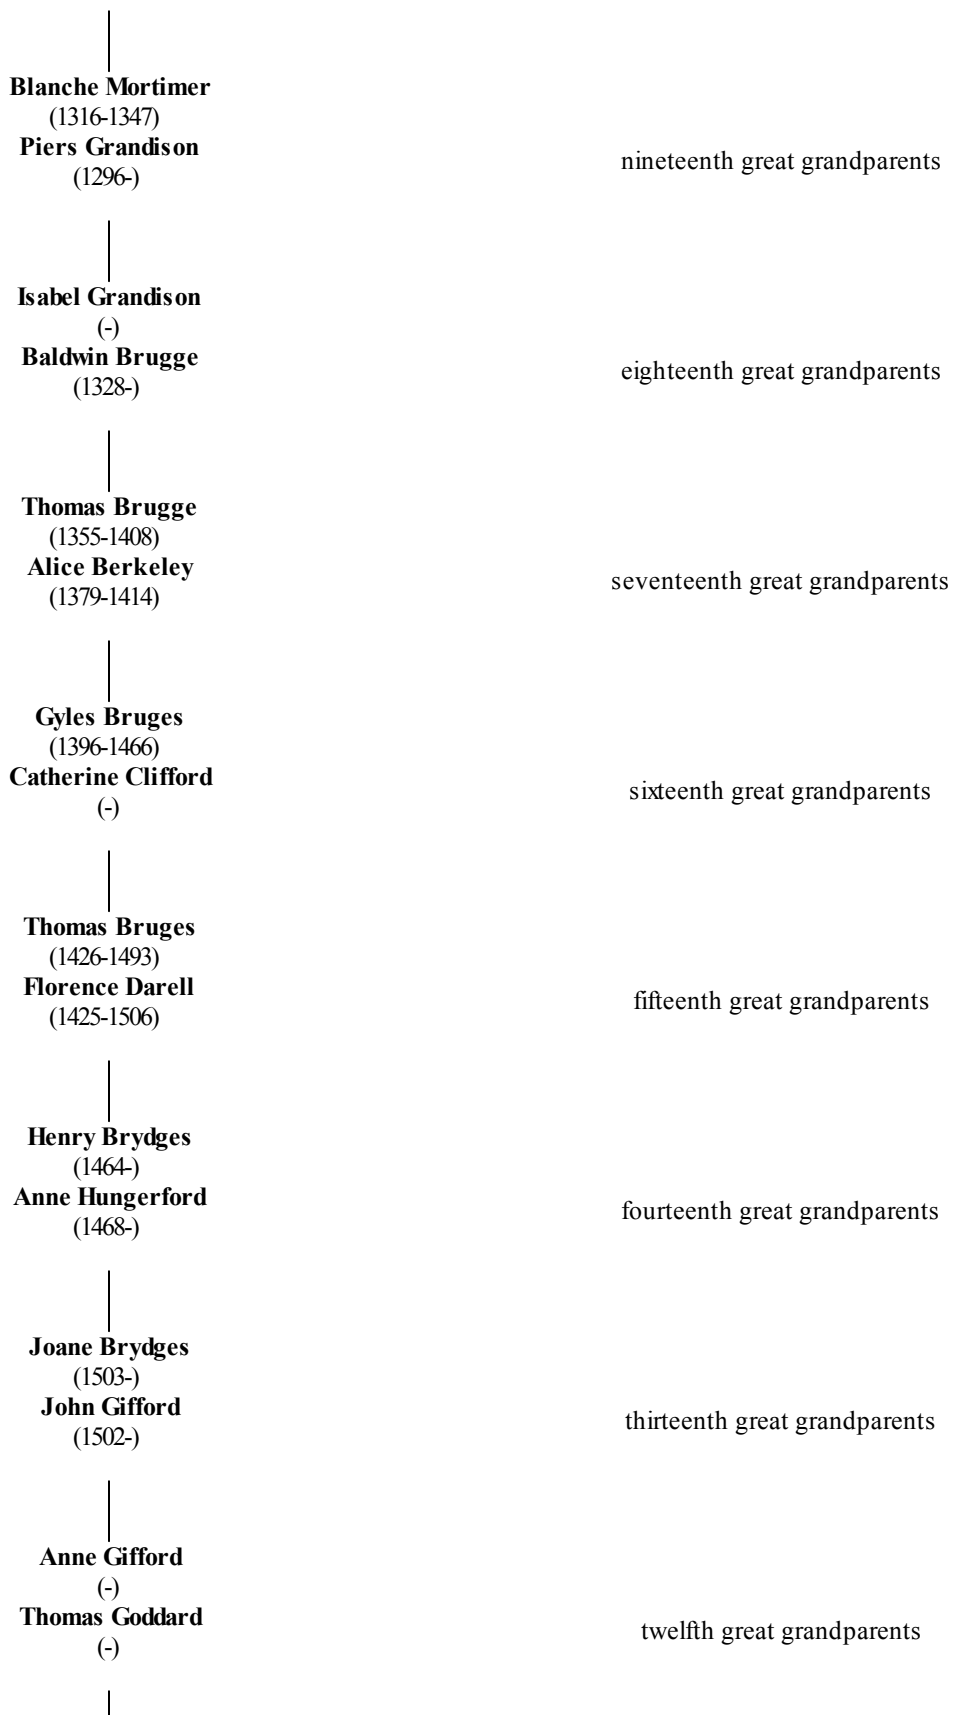 Blanche Mortimer
(1316-1347)
Piers Grandison
nineteenth great grandparents
(1296-)
Isabel Grandison
(-)
Baldwin Brugge
eighteenth great grandparents
(1328-)
Thomas Brugge
(1355-1408)
Alice Berkeley
seventeenth great grandparents
(1379-1414)
Gyles Bruges
(1396-1466)
Catherine Clifford
sixteenth great grandparents
(-)
Thomas Bruges
(1426-1493)
Florence Darell
fifteenth great grandparents
(1425-1506)
Henry Brydges
(1464-)
Anne Hungerford
fourteenth great grandparents
(1468-)
Joane Brydges
(1503-)
John Gifford
thirteenth great grandparents
(1502-)
Anne Gifford
(-)
Thomas Goddard
twelfth great grandparents
(-)